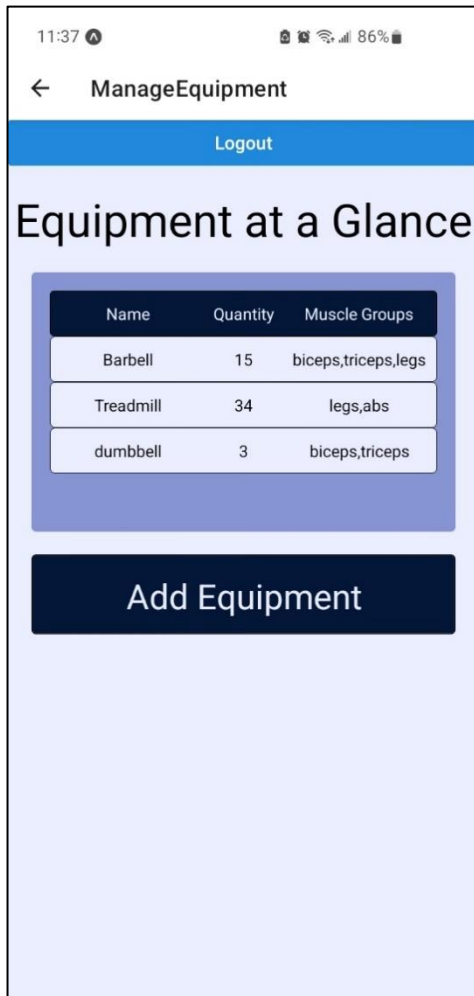 11:37 86%
ManageEquipment
Logout
Equipment at a Glance
Name Quantity Muscle Groups
Barbell 15 biceps,triceps,legs
Treadmill 34 legs,abs
dumbbell 3 biceps,triceps
Add Equipment